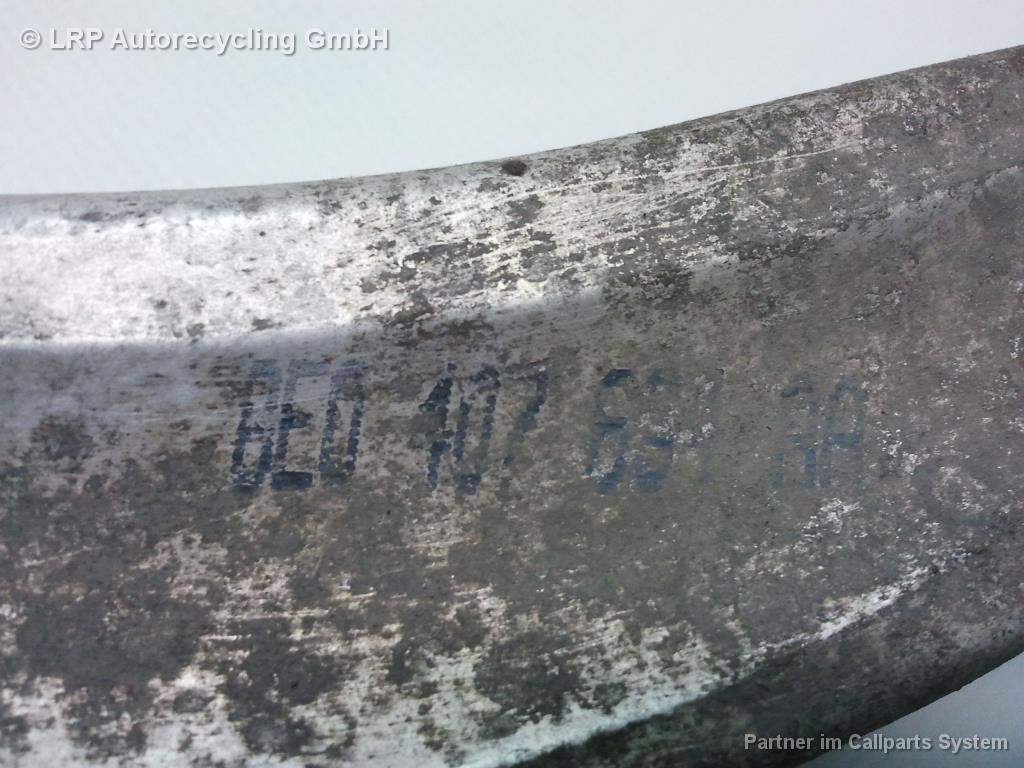 © LRP Autorecycling GmbH
8E0 407
Partner im Callparts System